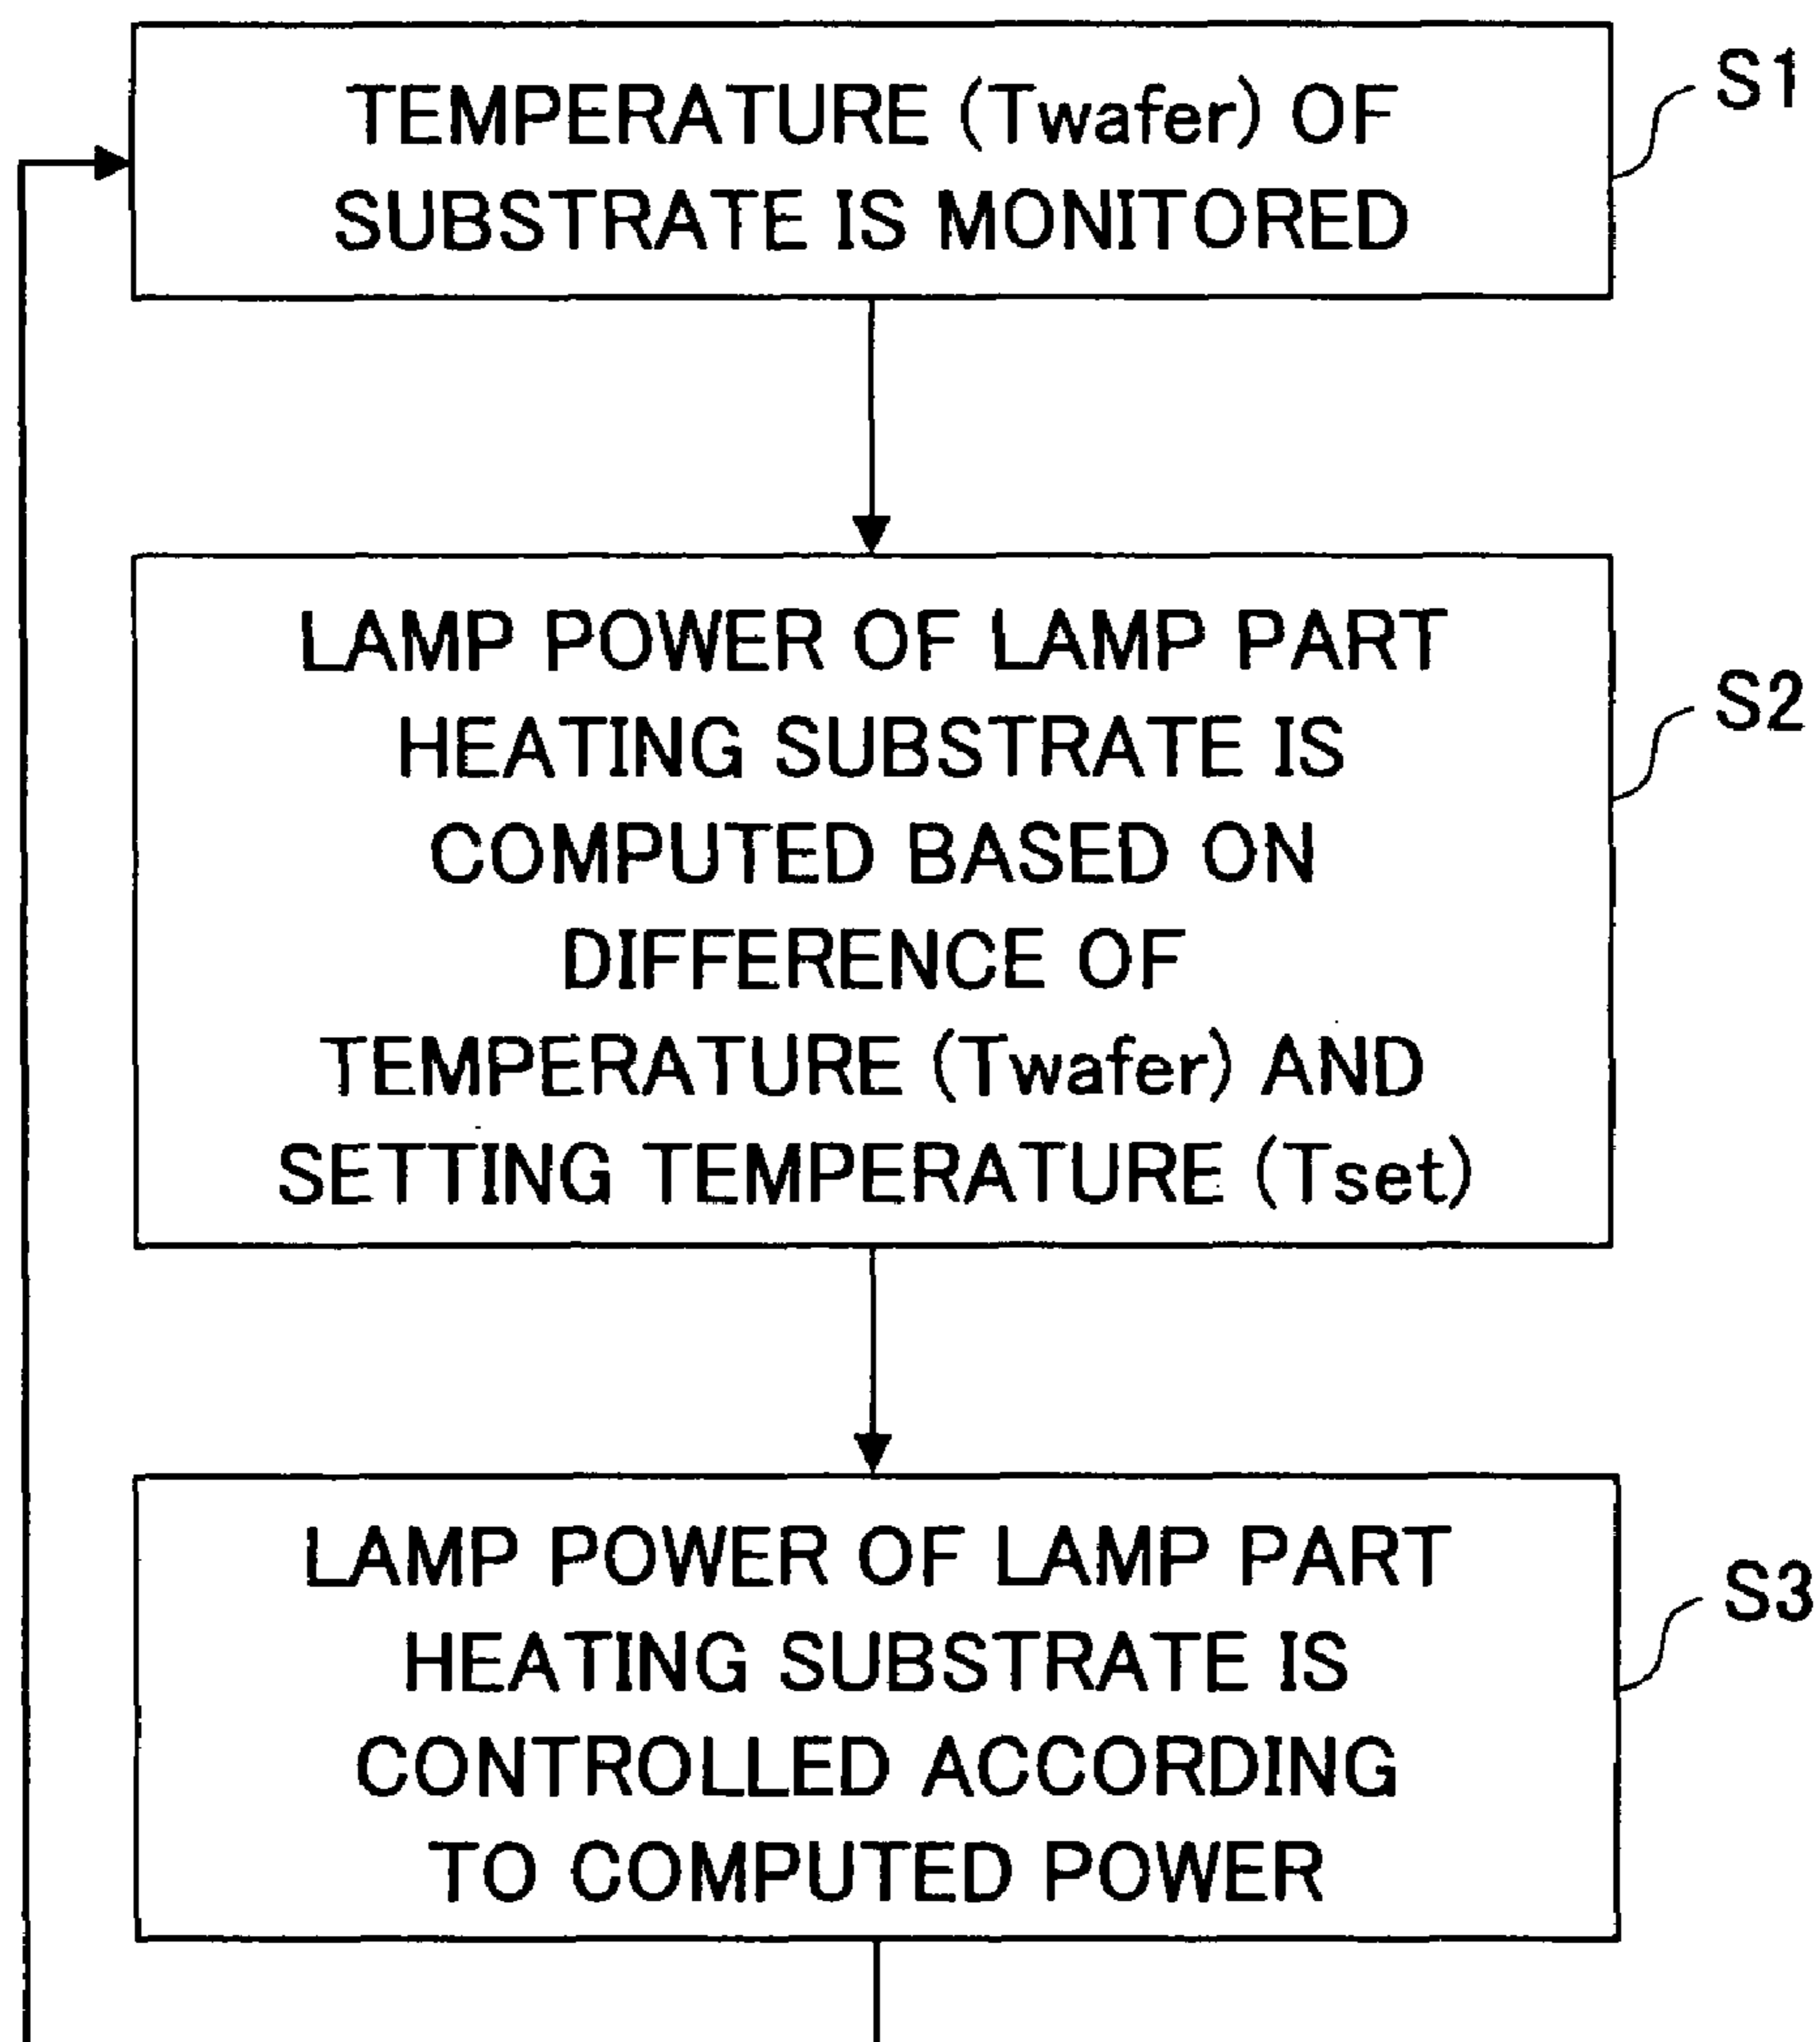 TEMPERATURE (Twafer) OF
SUBSTRATE IS MONITORED
S1
LAMP POWER OF LAMP PART
HEATING SUBSTRATE IS
COMPUTED BASED ON
DIFFERENCE OF
TEMPERATURE (Twafer) AND
SETTING TEMPERATURE (Tset)
S2
LAMP POWER OF LAMP PART
HEATING SUBSTRATE IS
CONTROLLED ACCORDING
TO COMPUTED POWER
S3